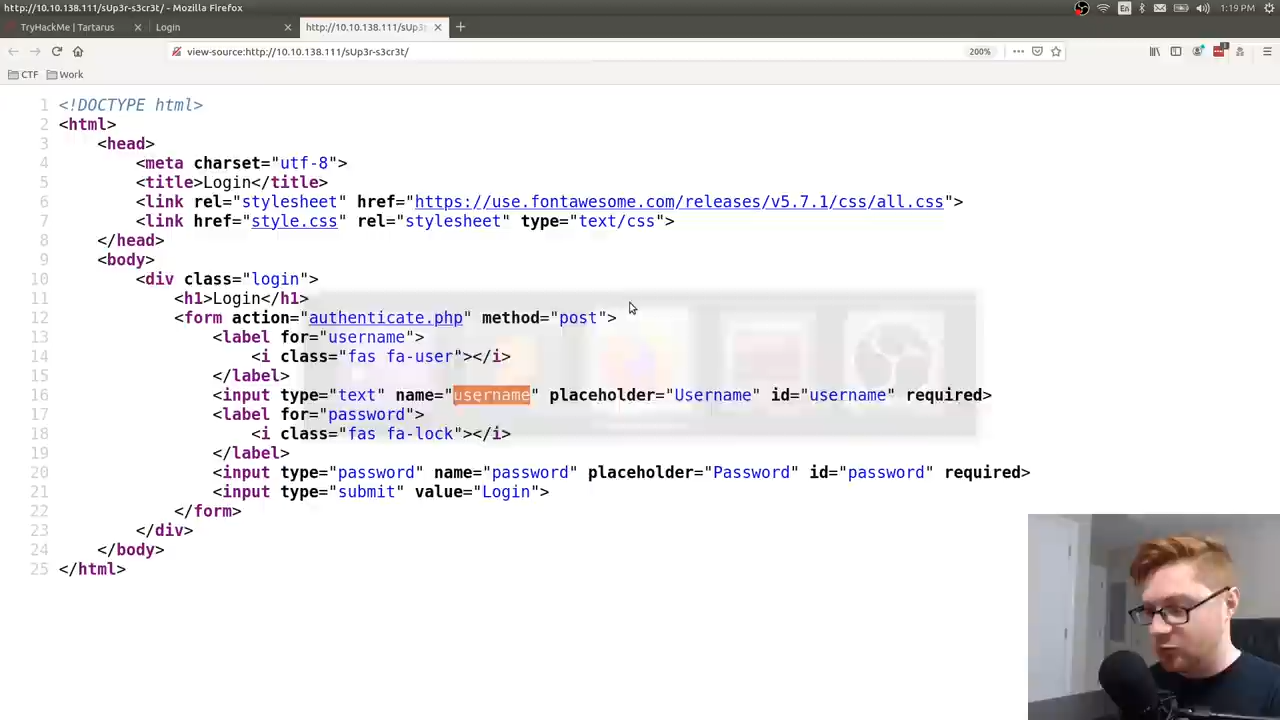 http://10.10.138.111/sUp3r-s3cr3t/ - Mozilla Firefox
En
1:19 PM
TryHackMe | Tartarus
Login
http://10.10.138.111/sUp3r-s3
view-source:http://10.10.138.111/sUp3r-s3cr3t/
200%
CTF
Work
1 <!DOCTYPE html>
2 <html>
3 <head>
4 <meta charset="utf-8">
5 <title>Login</title>
6 <link rel="stylesheet" href="https://use.fontawesome.com/releases/v5.7.1/css/all.css">
7 <link href="style.css" rel="stylesheet" type="text/css">
8 </head>
9 <body>
10 <div class="login">
11 <h1>Login</h1>
12 <form action="authenticate.php" method="post">
13 <label for="username">
14 <i class="fas fa-user"></i>
15 </label>
16 <input type="text" name="username" placeholder="Username" id="username" required>
17 <label for="password">
18 <i class="fas fa-lock"></i>
19 </label>
20 <input type="password" name="password" placeholder="Password" id="password" required>
21 <input type="submit" value="Login">
22 </form>
23 </div>
24 </body>
25 </html>